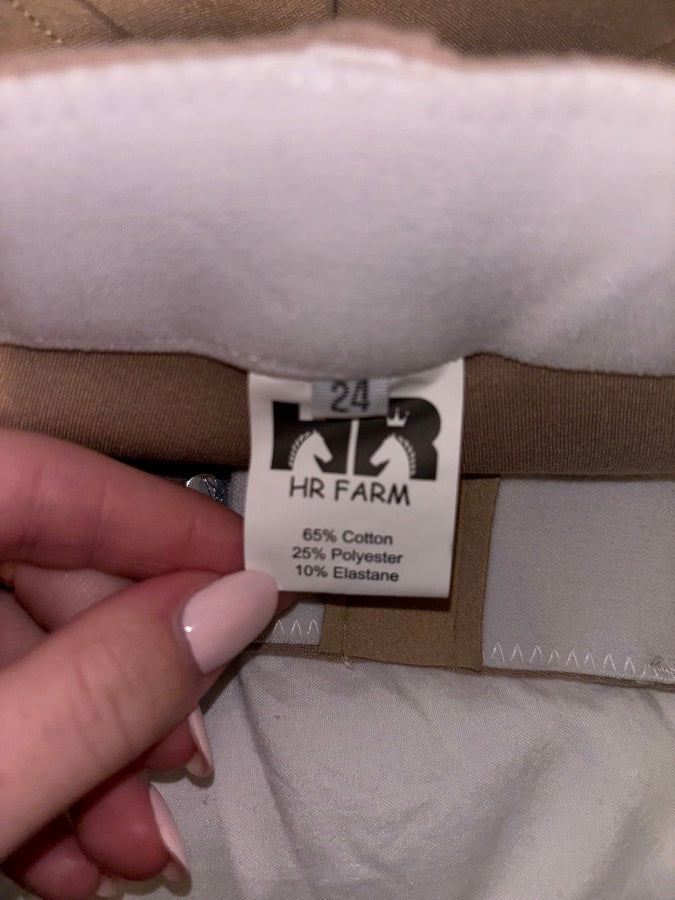 24
HR
HR FARM
65% Cotton
25% Polyester
10% Elastane